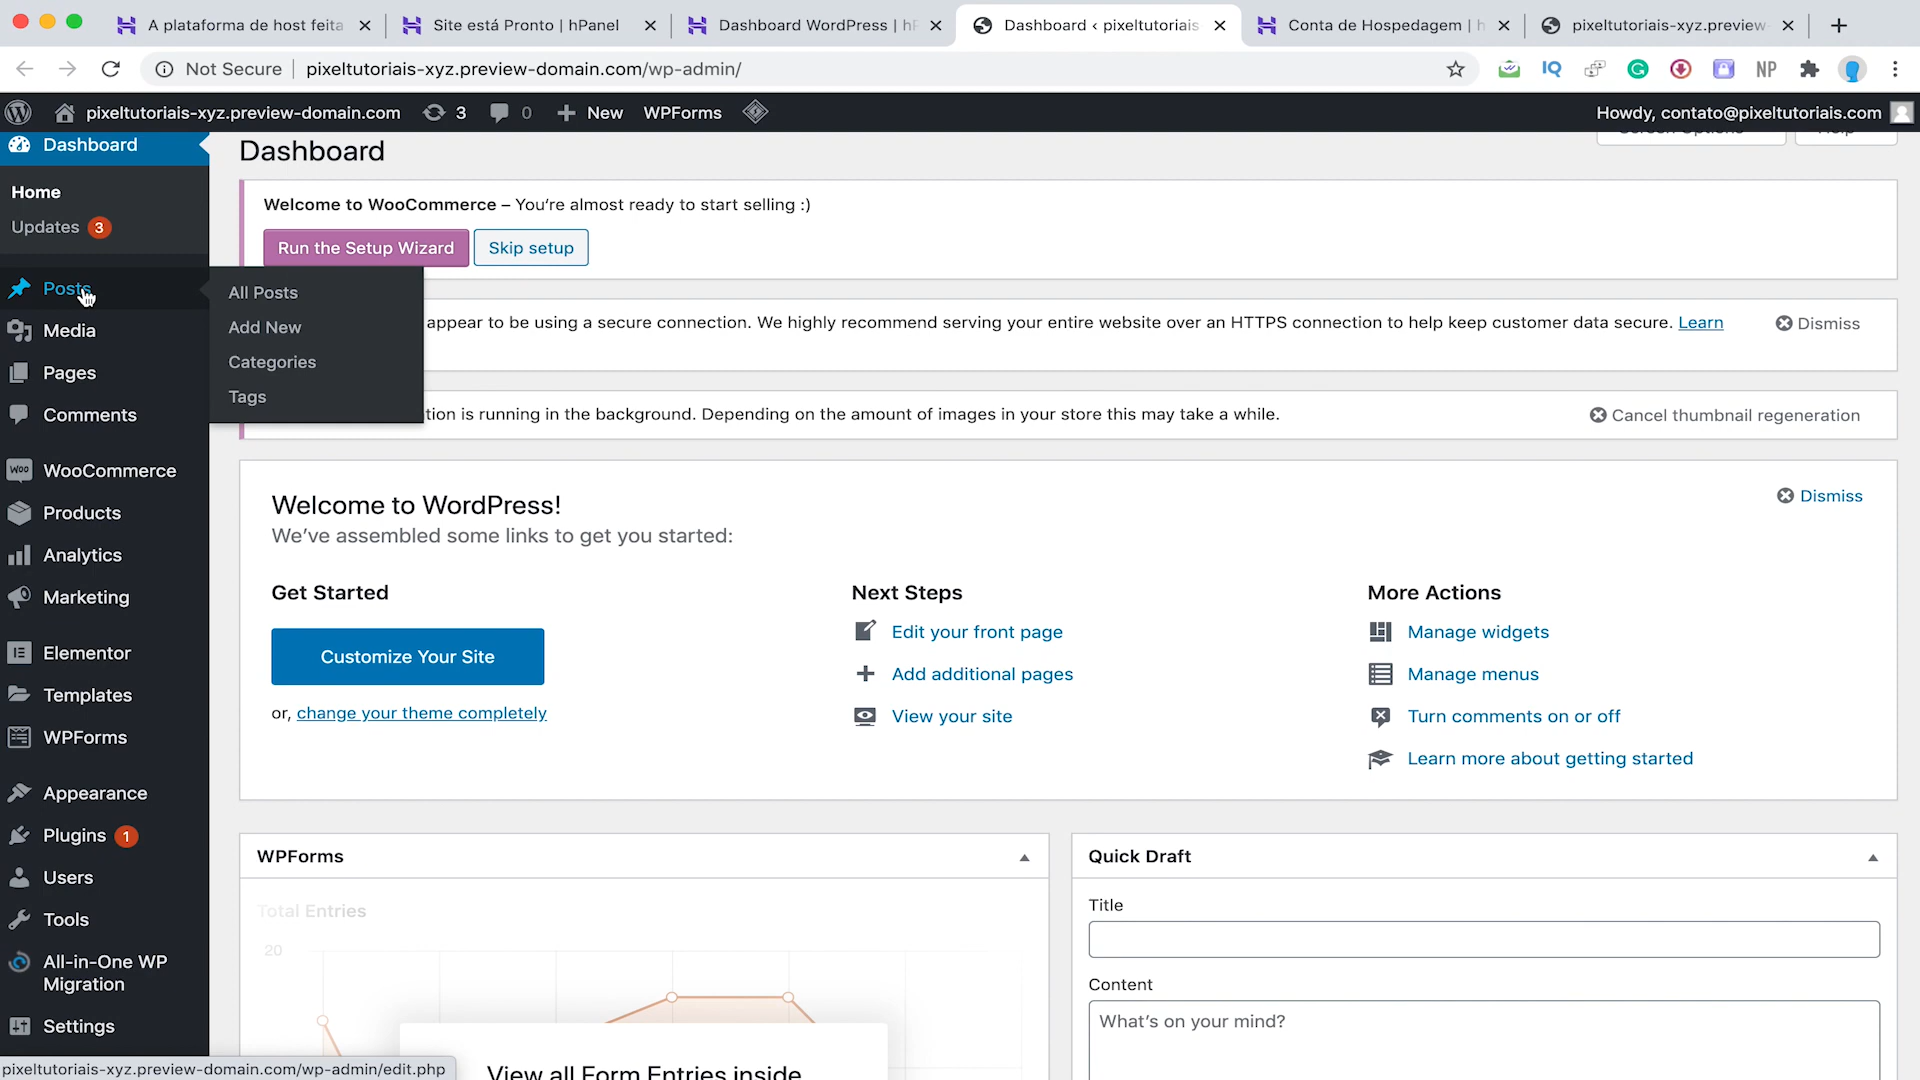 A plataforma de host feita
Site está Pronto | hPanel
Dashboard WordPress | hP
Dashboard ‹ pixeltutoriais
Conta de Hospedagem | h
pixeltutoriais-xyz.preview-
Not Secure
pixeltutoriais-xyz.preview-domain.com/wp-admin/
IQ
NP
pixeltutoriais-xyz.preview-domain.com
3
0
New
WPForms
Howdy, contato@pixeltutoriais.com
Dashboard
Home
Updates 3
Posts
Media
Pages
Comments
WooCommerce
Products
Analytics
Marketing
Elementor
Templates
WPForms
Appearance
Plugins 1
Users
Tools
All-in-One WP
Migration
Settings
All Posts
Add New
Categories
Tags
Screen Options
Help
Dashboard
Welcome to WooCommerce – You're almost ready to start selling :)
Run the Setup Wizard
Skip setup
appear to be using a secure connection. We highly recommend serving your entire website over an HTTPS connection to help keep customer data secure. Learn
Dismiss
tion is running in the background. Depending on the amount of images in your store this may take a while.
Cancel thumbnail regeneration
Welcome to WordPress!
We've assembled some links to get you started:
Dismiss
Get Started
Customize Your Site
or, change your theme completely
Next Steps
Edit your front page
Add additional pages
View your site
More Actions
Manage widgets
Manage menus
Turn comments on or off
Learn more about getting started
WPForms
Total Entries
20
View all Form Entries inside
Quick Draft
Title
Content
What's on your mind?
pixeltutoriais-xyz.preview-domain.com/wp-admin/edit.php